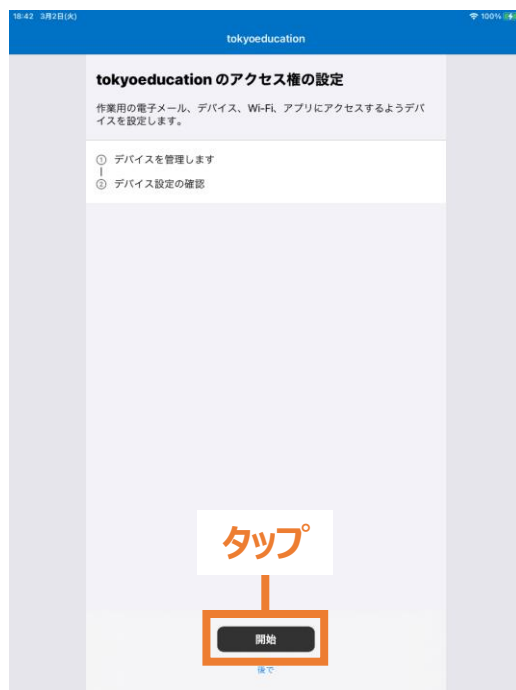 18:42 3月2日(火)
100%
tokyoeducation
tokyoeducation のアクセス権の設定
作業用の電子メール、デバイス、Wi-Fi、アプリにアクセスするようデバ
イスを設定します。
① デバイスを管理します
② デバイス設定の確認
タップ
開始
後で